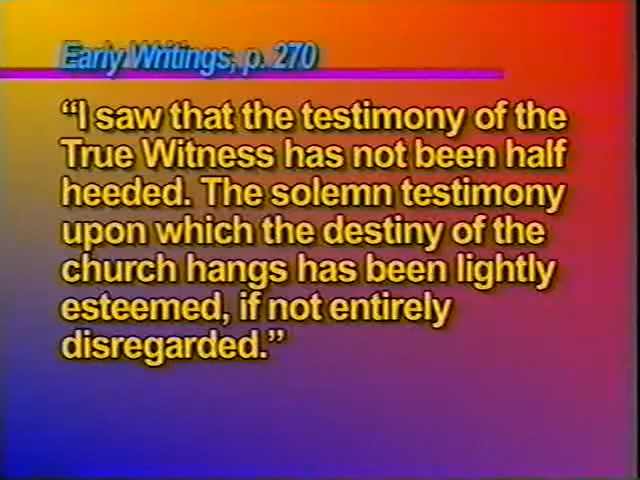 Early Writings, p. 270
“I saw that the testimony of the
True Witness has not been half
heeded. The solemn testimony
upon which the destiny of the
church hangs has been lightly
esteemed, if not entirely
disregarded.”